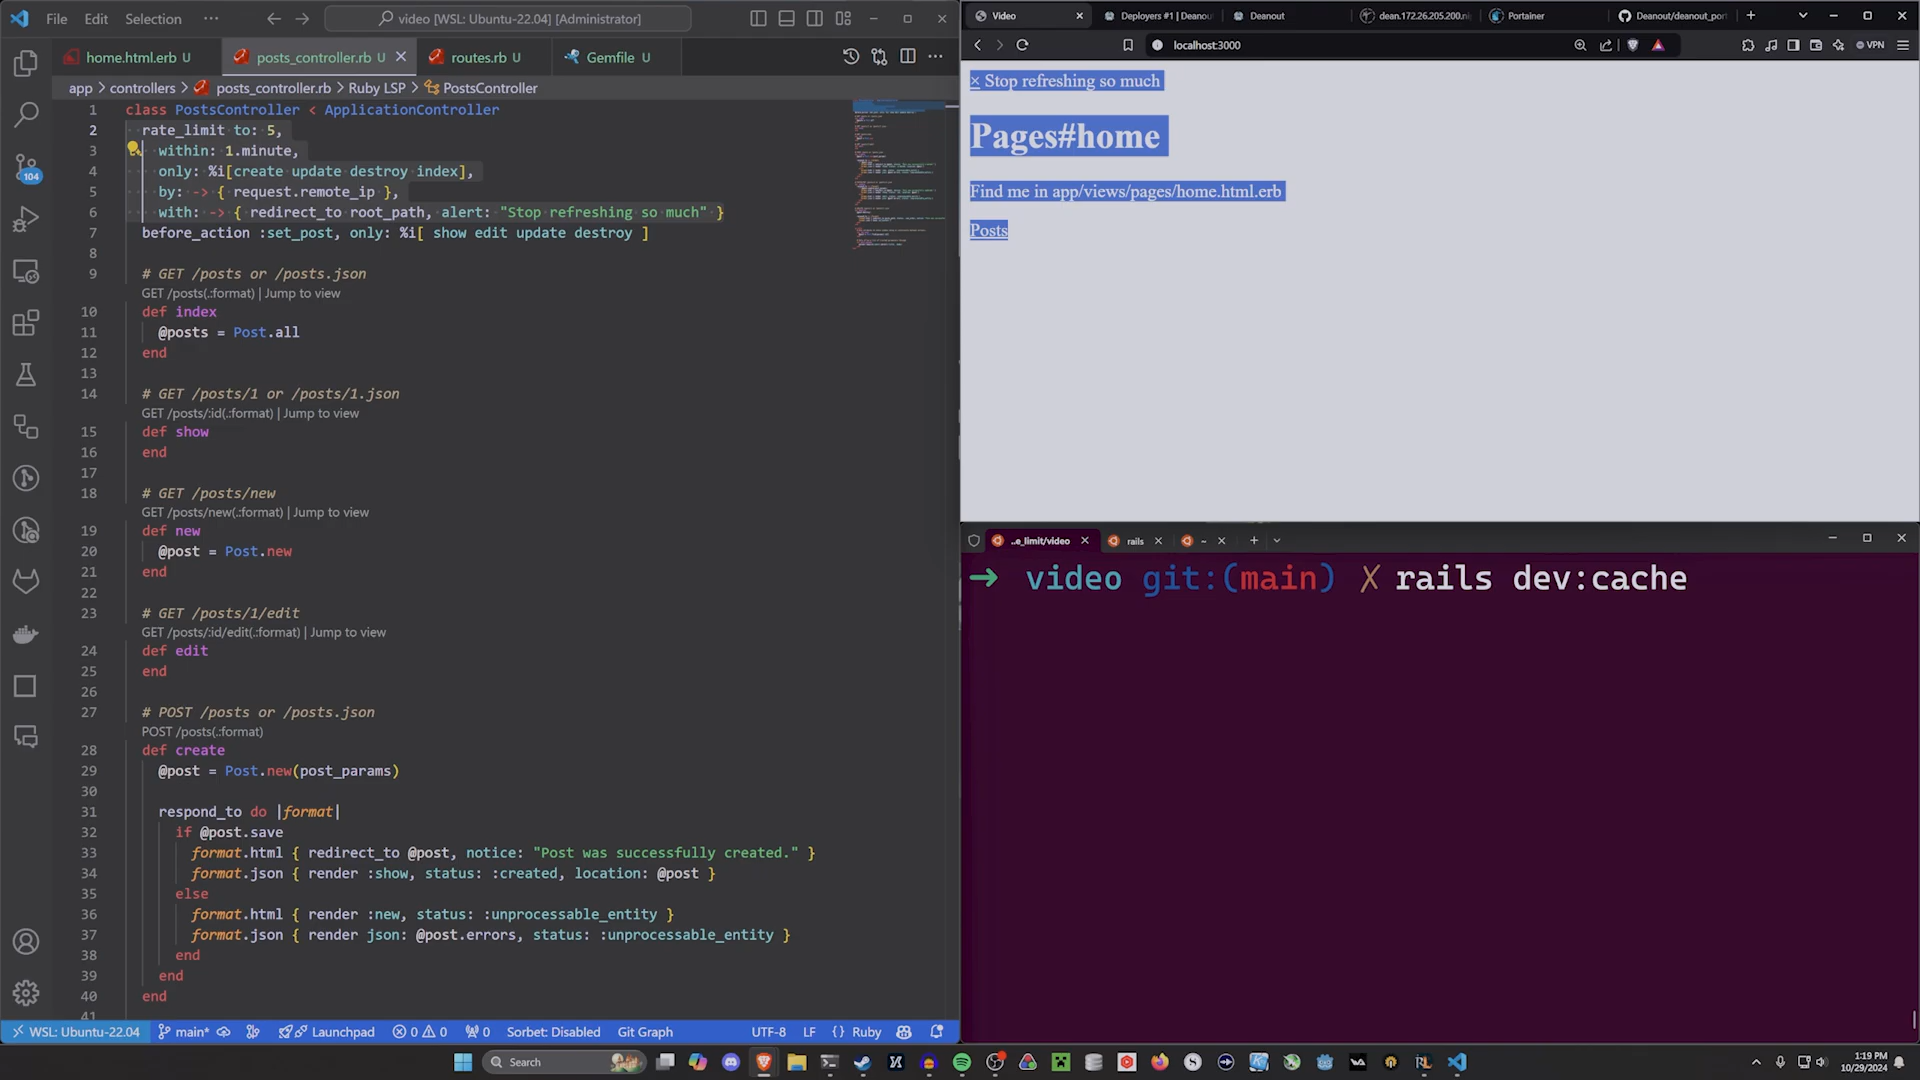 File Edit Selection ··· video [WSL: Ubuntu-22.04] [Administrator]
home.html.erb U posts_controller.rb U routes.rb U Gemfile U
app > controllers > posts_controller.rb > Ruby LSP > PostsController
1 class PostsController < ApplicationController
2 rate_limit to: 5,
3 within: 1.minute,
4 only: %i[create update destroy index],
5 by: -> { request.remote_ip },
6 with: -> { redirect_to root_path, alert: "Stop refreshing so much" }
7 before_action :set_post, only: %i[ show edit update destroy ]
8
9 # GET /posts or /posts.json
GET /posts(.:format) | Jump to view
10 def index
11 @posts = Post.all
12 end
13
14 # GET /posts/1 or /posts/1.json
GET /posts/:id(.:format) | Jump to view
15 def show
16 end
17
18 # GET /posts/new
GET /posts/new(.:format) | Jump to view
19 def new
20 @post = Post.new
21 end
22
23 # GET /posts/1/edit
GET /posts/:id/edit(.:format) | Jump to view
24 def edit
25 end
26
27 # POST /posts or /posts.json
POST /posts(.:format)
28 def create
29 @post = Post.new(post_params)
30
31 respond_to do |format|
32 if @post.save
33 format.html { redirect_to @post, notice: "Post was successfully created." }
34 format.json { render :show, status: :created, location: @post }
35 else
36 format.html { render :new, status: :unprocessable_entity }
37 format.json { render json: @post.errors, status: :unprocessable_entity }
38 end
39 end
40 end
41
104
WSL: Ubuntu-22.04 main* Launchpad 0 0 0 Sorbet: Disabled Git Graph UTF-8 LF {} Ruby
Video Deployers #1 | Deanout Deanout dean.172.26.205.200.ni Portainer Deanout/deanout_port
localhost:3000 VPN
× Stop refreshing so much
Pages#home
Find me in app/views/pages/home.html.erb
Posts
..e_limit/video rails ~
➜ video git:(main) ✗ rails dev:cache
Search
1:19 PM
10/29/2024